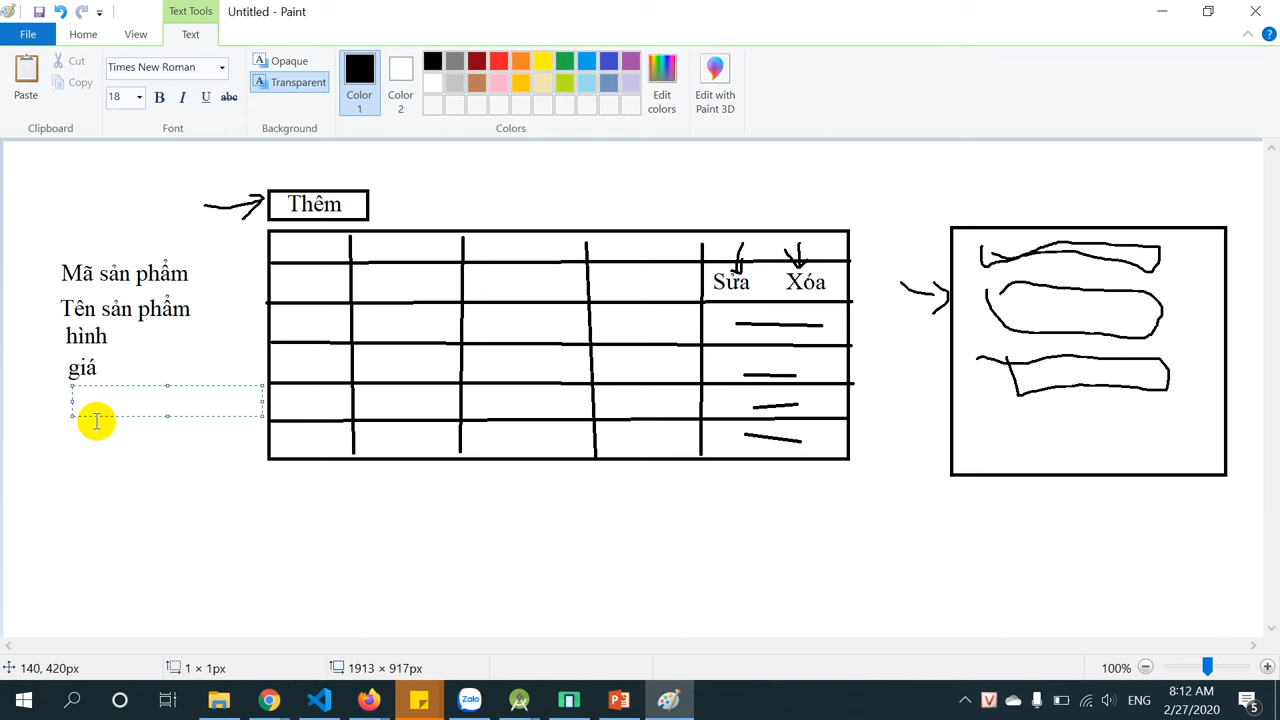 Text Tools
Untitled - Paint
File
Home
View
Text
Paste
Cut
Copy
Clipboard
Times New Roman
18
B I U abc
Font
Opaque
Transparent
Background
Color 1
Color 2
Edit colors
Colors
Edit with Paint 3D
Thêm
Mã sản phẩm
Tên sản phẩm
hình
giá
Sửa Xóa
140, 420px
1 × 1px
1913 × 917px
100%
Zalo
ENG
8:12 AM
2/27/2020
5